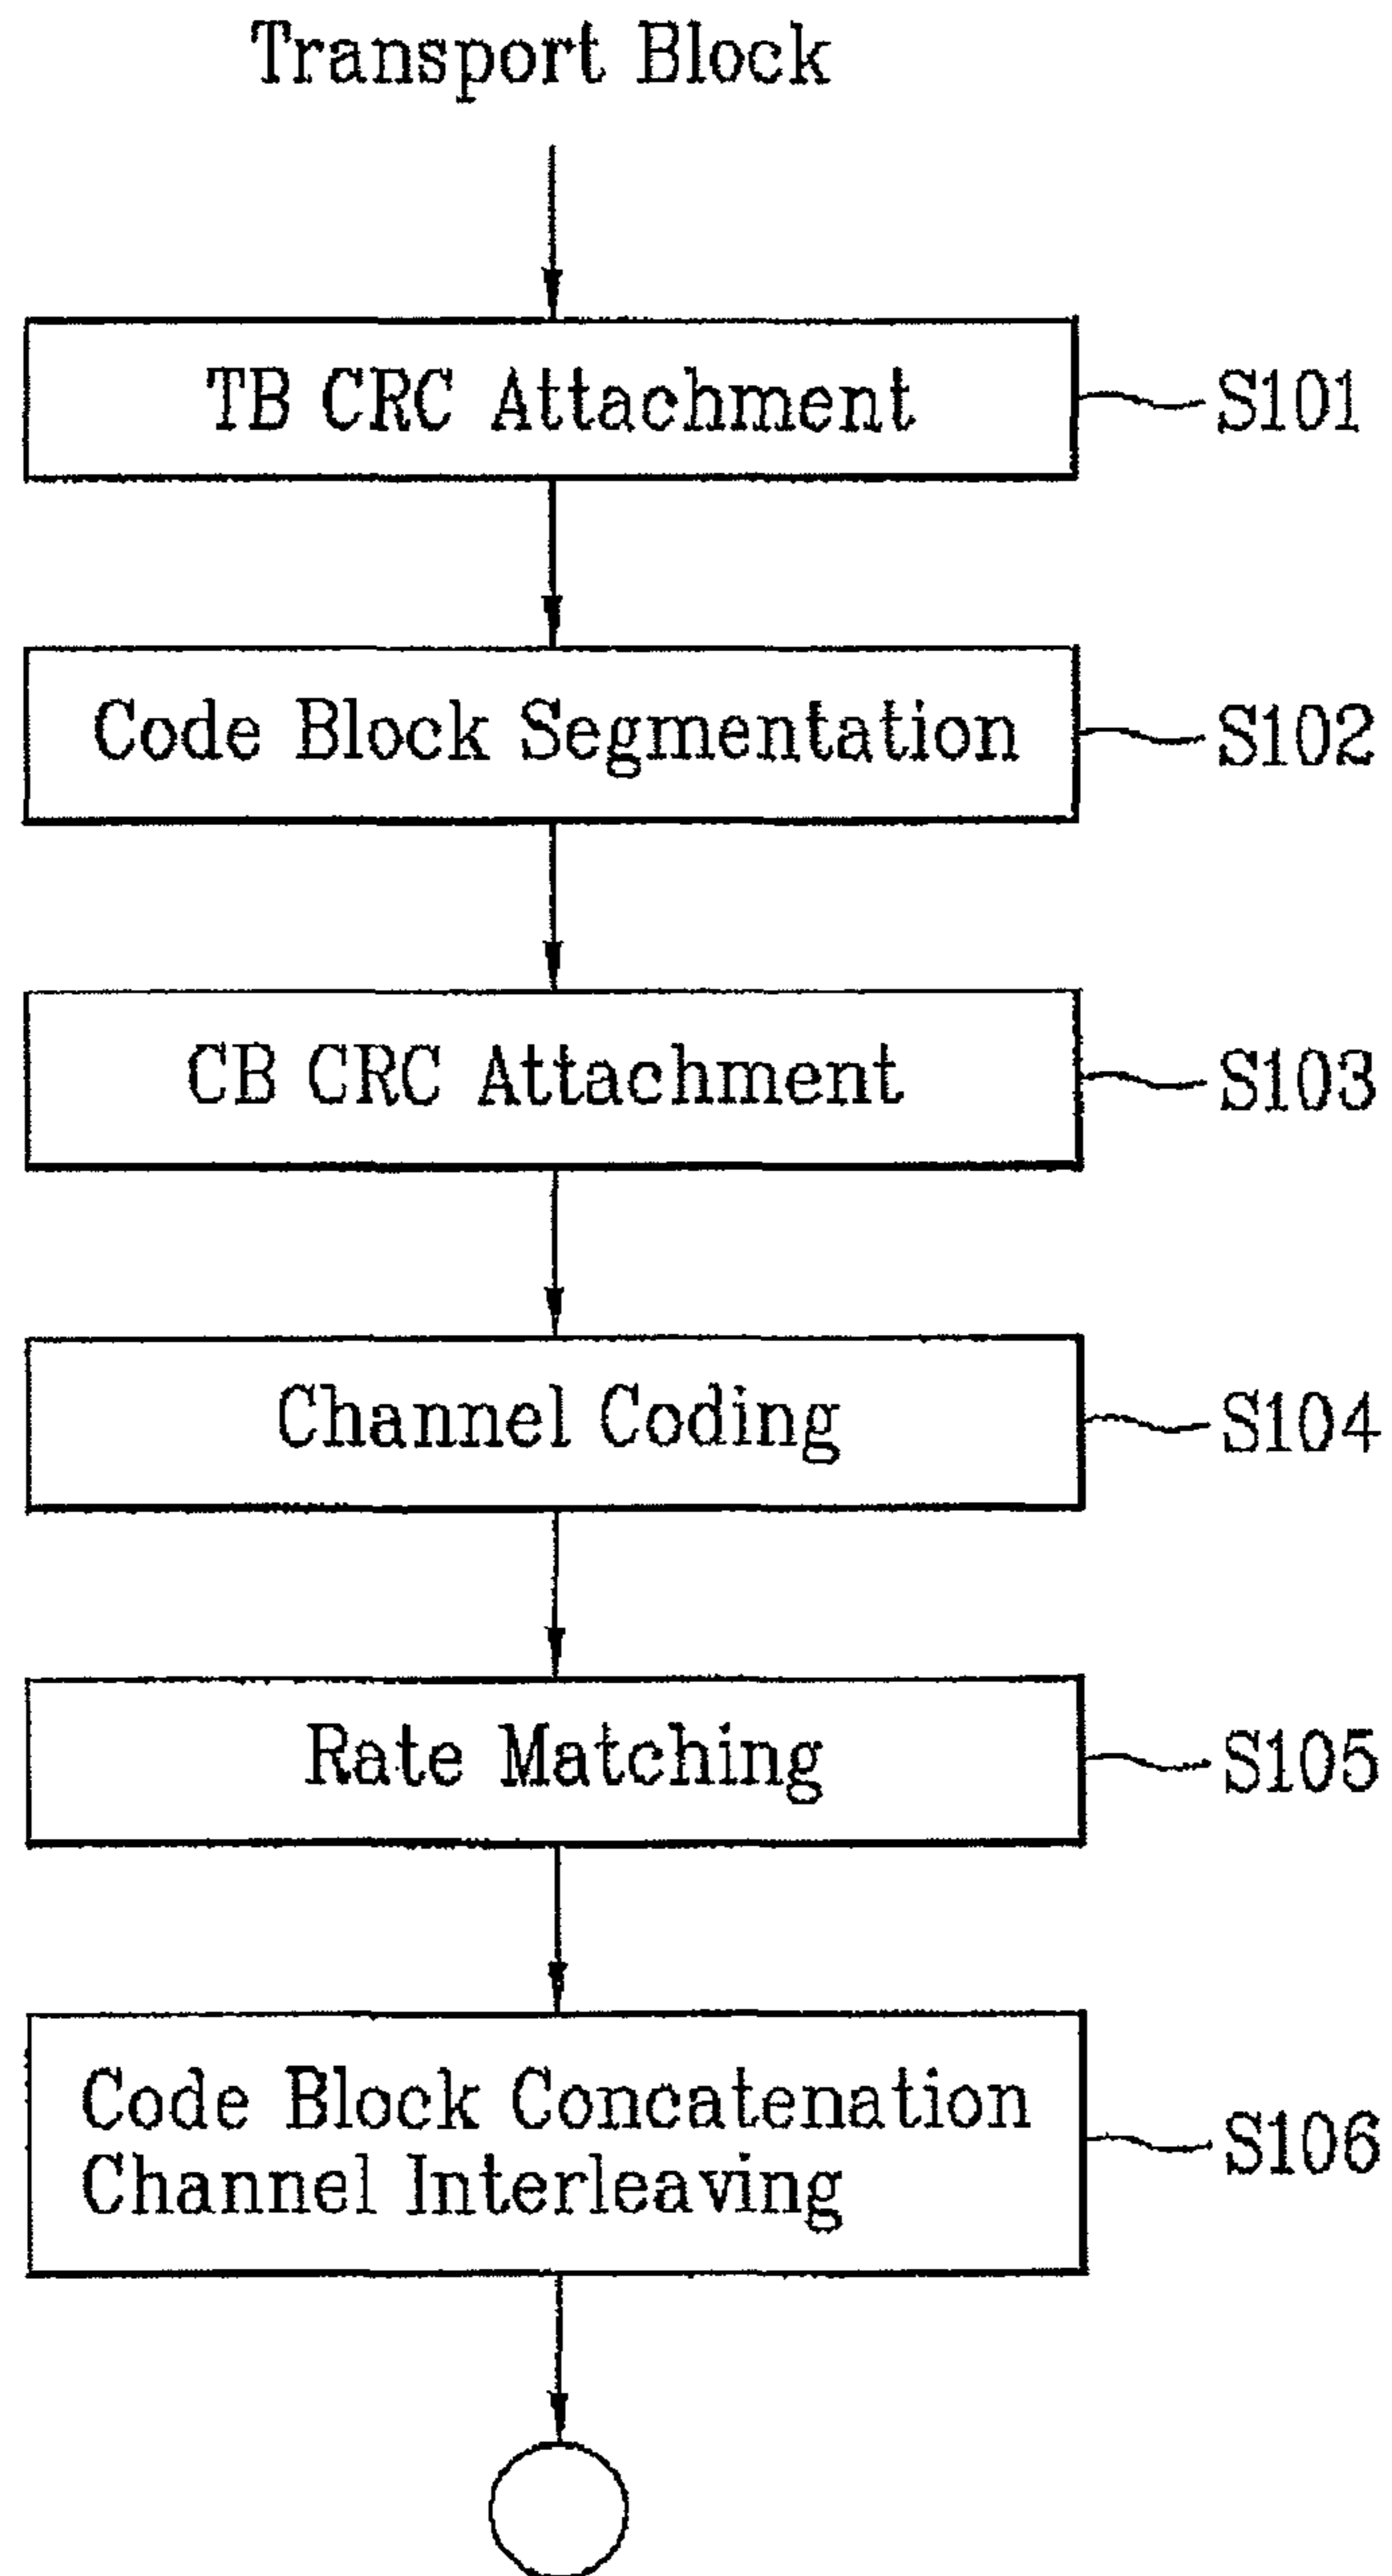 Transport Block
TB CRC Attachment
S101
Code Block Segmentation
S102
CB CRC Attachment
S103
Channel Coding
S104
Rate Matching
S105
Code Block Concatenation
Channel Interleaving
S106